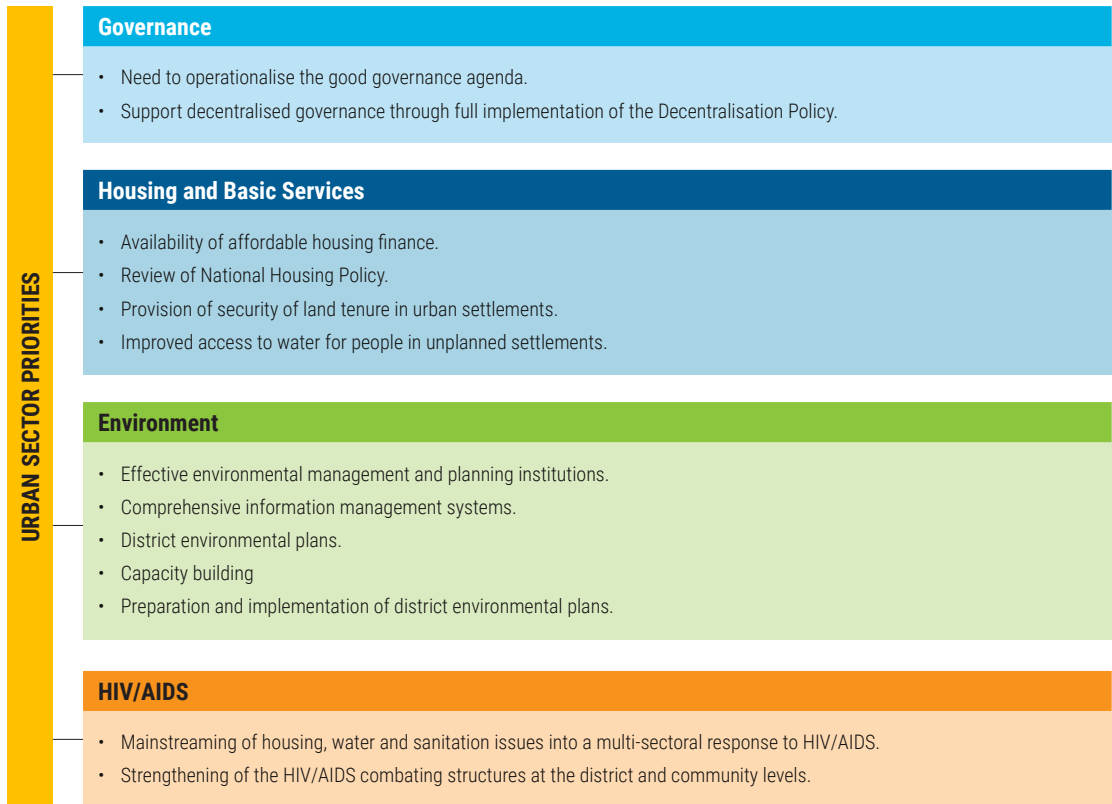 URBAN SECTOR PRIORITIES
Governance
• Need to operationalise the good governance agenda.
• Support decentralised governance through full implementation of the Decentralisation Policy.
Housing and Basic Services
• Availability of affordable housing finance.
• Review of National Housing Policy.
• Provision of security of land tenure in urban settlements.
• Improved access to water for people in unplanned settlements.
Environment
• Effective environmental management and planning institutions.
• Comprehensive information management systems.
• District environmental plans.
• Capacity building
• Preparation and implementation of district environmental plans.
HIV/AIDS
• Mainstreaming of housing, water and sanitation issues into a multi-sectoral response to HIV/AIDS.
• Strengthening of the HIV/AIDS combating structures at the district and community levels.